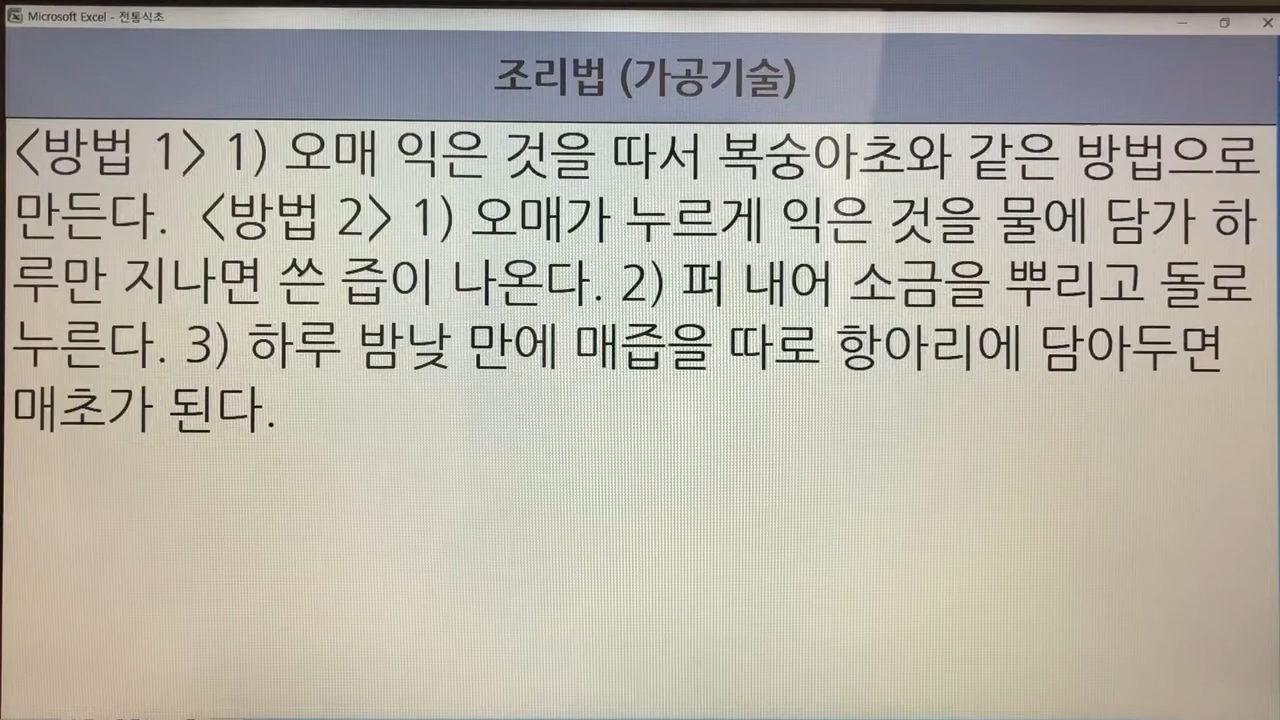 Microsoft Excel - 전통식초
조리법 (가공기술)
<방법 1> 1) 오매 익은 것을 따서 복숭아초와 같은 방법으로
만든다. <방법 2> 1) 오매가 누르게 익은 것을 물에 담가 하
루만 지나면 쓴 즙이 나온다. 2) 퍼 내어 소금을 뿌리고 돌로
누른다. 3) 하루 밤낮 만에 매즙을 따로 항아리에 담아두면
매초가 된다.